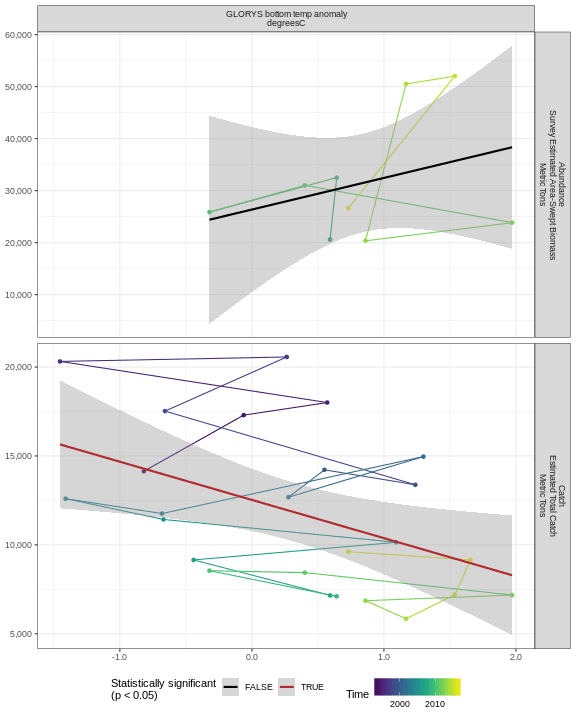 GLORYS bottom temp anomaly
degreesC
60,000
50,000
40,000
30,000
20,000
10,000
Abundance
Survey Estimated Area-Swept Biomass
Metric Tons
20,000
15,000
10,000
5,000
Catch
Estimated Total Catch
Metric Tons
-1.0 0.0 1.0 2.0
Statistically significant
(p < 0.05)
FALSE TRUE
Time
2000 2010